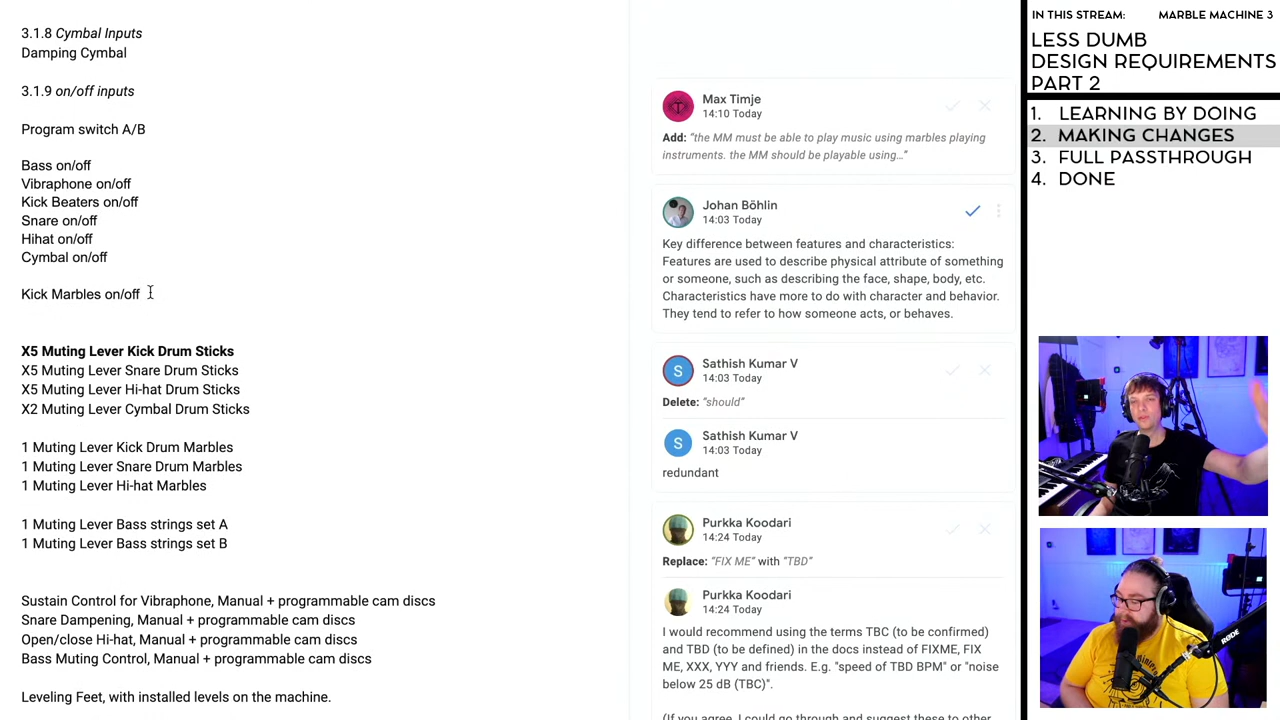 3.1.8 Cymbal Inputs
Damping Cymbal
3.1.9 on/off inputs
Program switch A/B
Bass on/off
Vibraphone on/off
Kick Beaters on/off
Snare on/off
Hihat on/off
Cymbal on/off
Kick Marbles on/off
X5 Muting Lever Kick Drum Sticks
X5 Muting Lever Snare Drum Sticks
X5 Muting Lever Hi-hat Drum Sticks
X2 Muting Lever Cymbal Drum Sticks
1 Muting Lever Kick Drum Marbles
1 Muting Lever Snare Drum Marbles
1 Muting Lever Hi-hat Marbles
1 Muting Lever Bass strings set A
1 Muting Lever Bass strings set B
Sustain Control for Vibraphone, Manual + programmable cam discs
Snare Dampening, Manual + programmable cam discs
Open/close Hi-hat, Manual + programmable cam discs
Bass Muting Control, Manual + programmable cam discs
Leveling Feet, with installed levels on the machine.
Max Timje
14:10 Today
Add: "the MM must be able to play music using marbles playing
instruments. the MM should be playable using…"
Johan Böhlin
14:03 Today
Key difference between features and characteristics:
Features are used to describe physical attribute of something
or someone, such as describing the face, shape, body, etc.
Characteristics have more to do with character and behavior.
They tend to refer to how someone acts, or behaves.
S
Sathish Kumar V
14:03 Today
Delete: "should"
S
Sathish Kumar V
14:03 Today
redundant
Purkka Koodari
14:24 Today
Replace: "FIX ME" with "TBD"
Purkka Koodari
14:24 Today
I would recommend using the terms TBC (to be confirmed)
and TBD (to be defined) in the docs instead of FIXME, FIX
ME, XXX, YYY and friends. E.g. "speed of TBD BPM" or "noise
below 25 dB (TBC)".
(If you agree, I could go through and suggest these to other
IN THIS STREAM: MARBLE MACHINE 3
LESS DUMB
DESIGN REQUIREMENTS
PART 2
1. LEARNING BY DOING
2. MAKING CHANGES
3. FULL PASSTHROUGH
4. DONE
RØDE